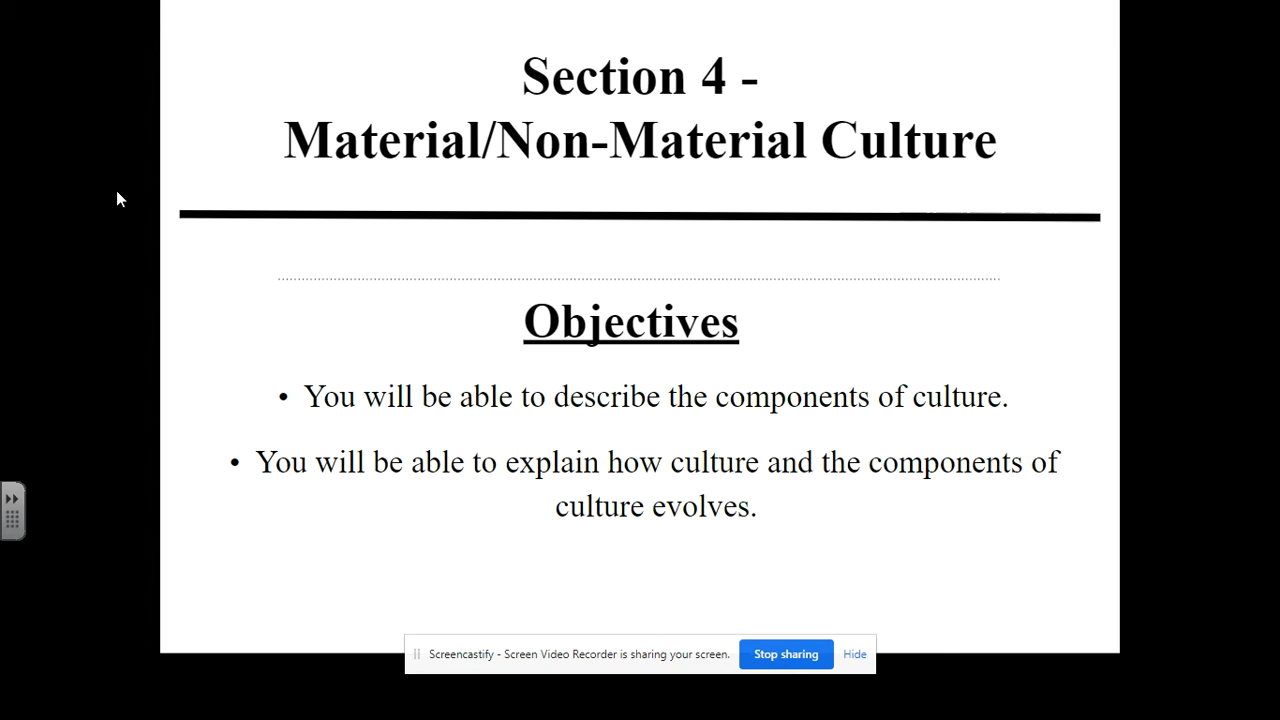 Section 4 -
Material/Non-Material Culture
Objectives
• You will be able to describe the components of culture.
• You will be able to explain how culture and the components of
culture evolves.
Screencastify - Screen Video Recorder is sharing your screen. Stop sharing Hide